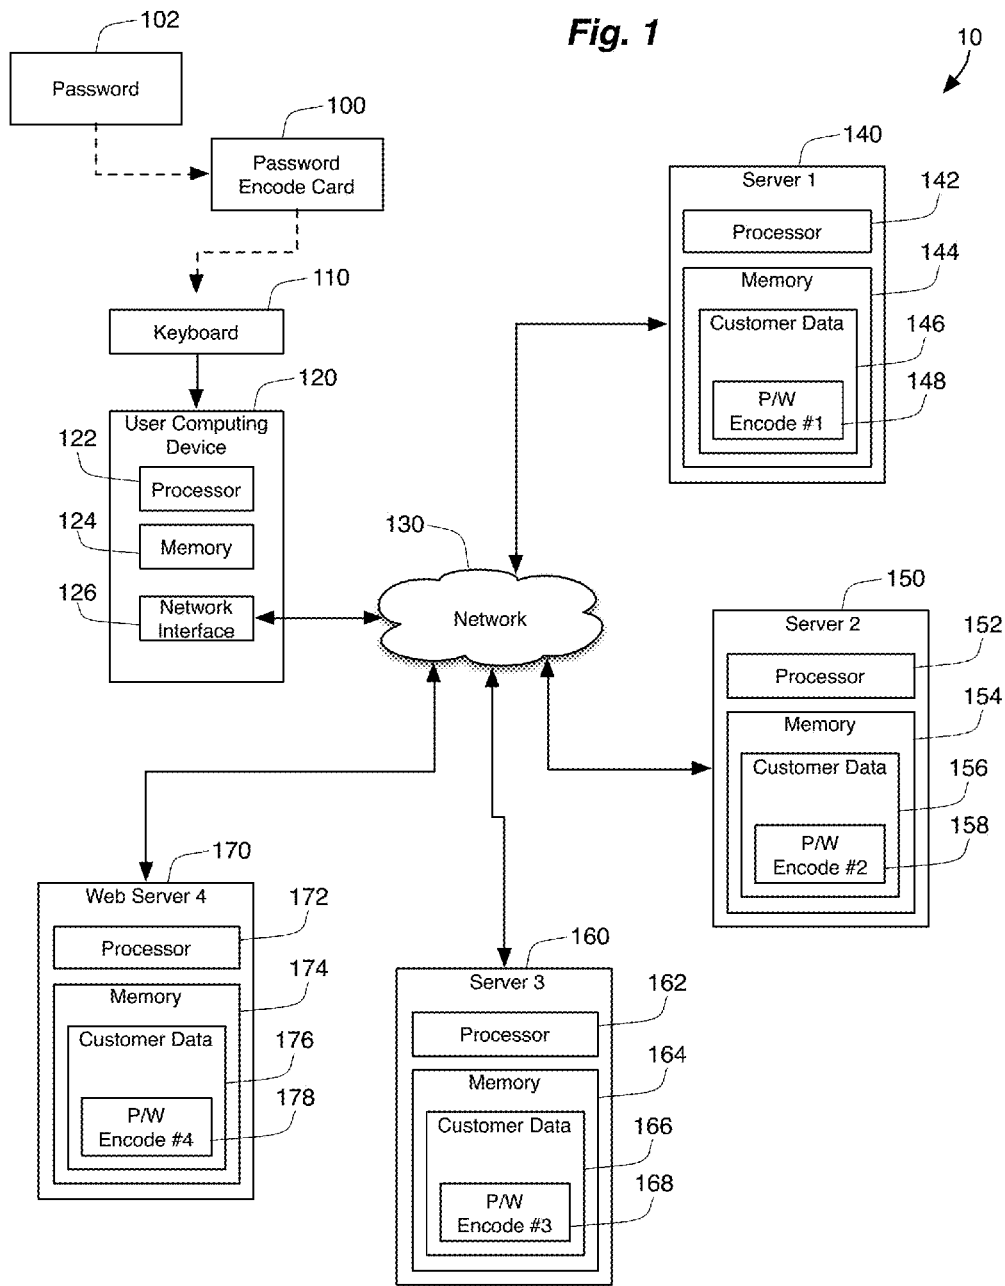 Fig. 1
10
102
Password
100
Password
Encode Card
110
Keyboard
120
User Computing
Device
122
Processor
124
Memory
126
Network
Interface
130
Network
140
Server 1
142
Processor
144
Memory
146
Customer Data
148
P/W
Encode #1
150
Server 2
152
Processor
154
Memory
156
Customer Data
158
P/W
Encode #2
170
Web Server 4
172
Processor
174
Memory
176
Customer Data
178
P/W
Encode #4
160
Server 3
162
Processor
164
Memory
166
Customer Data
168
P/W
Encode #3